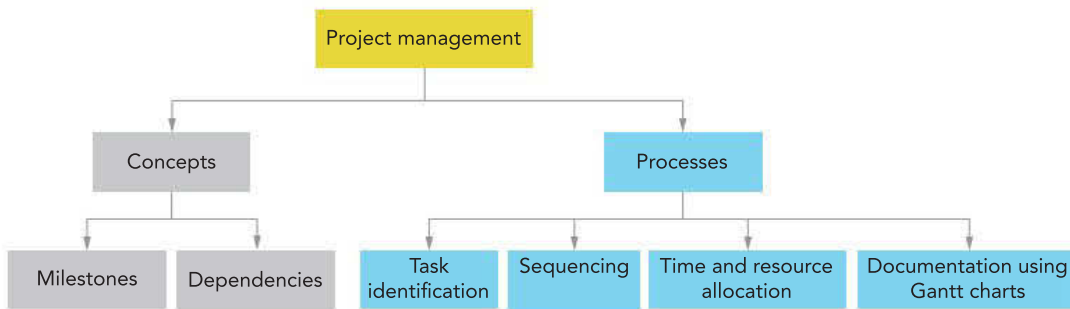 Project management
Concepts
Processes
Milestones
Dependencies
Task
identification
Sequencing
Time and resource
allocation
Documentation using
Gantt charts